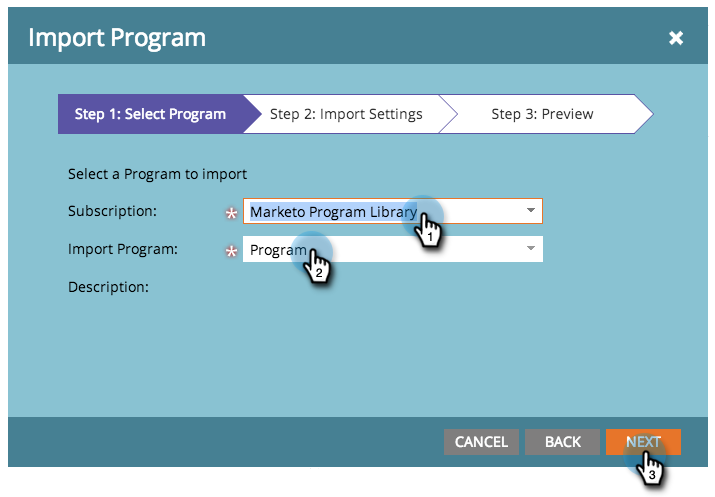 Import Program
Step 1: Select Program Step 2: Import Settings Step 3: Preview
Select a Program to import
Subscription: * Marketo Program Library
1
Import Program: * Program
2
Description:
CANCEL BACK NEXT
3